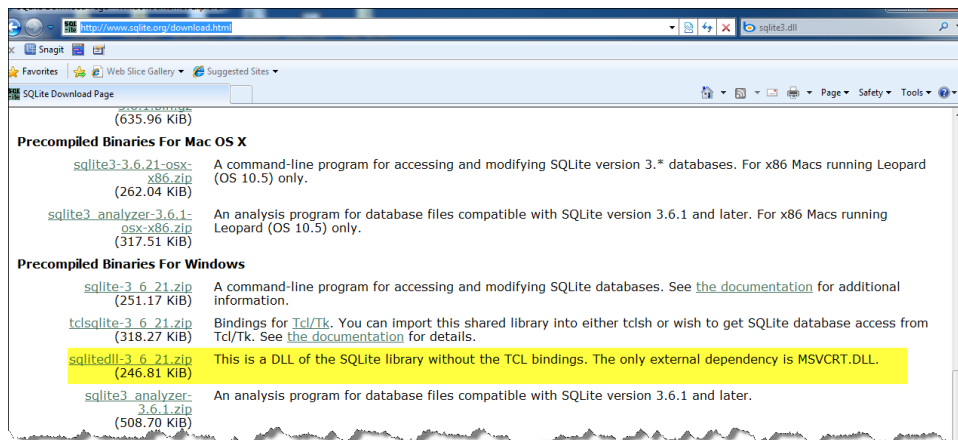 http://www.sqlite.org/download.html
sqlite3.dll
x Snagit
Favorites Web Slice Gallery Suggested Sites
SQLite Download Page
Page Safety Tools
(635.96 KiB)
Precompiled Binaries For Mac OS X
sqlite3-3.6.21-osx- A command-line program for accessing and modifying SQLite version 3.* databases. For x86 Macs running Leopard
x86.zip (OS 10.5) only.
(262.04 KiB)
sqlite3_analyzer-3.6.1- An analysis program for database files compatible with SQLite version 3.6.1 and later. For x86 Macs running
osx-x86.zip Leopard (OS 10.5) only.
(317.51 KiB)
Precompiled Binaries For Windows
sqlite-3_6_21.zip A command-line program for accessing and modifying SQLite databases. See the documentation for additional
(251.17 KiB) information.
tclsqlite-3_6_21.zip Bindings for Tcl/Tk. You can import this shared library into either tclsh or wish to get SQLite database access from
(318.27 KiB) Tcl/Tk. See the documentation for details.
sqlitedll-3_6_21.zip This is a DLL of the SQLite library without the TCL bindings. The only external dependency is MSVCRT.DLL.
(246.81 KiB)
sqlite3_analyzer- An analysis program for database files compatible with SQLite version 3.6.1 and later.
3.6.1.zip
(508.70 KiB)